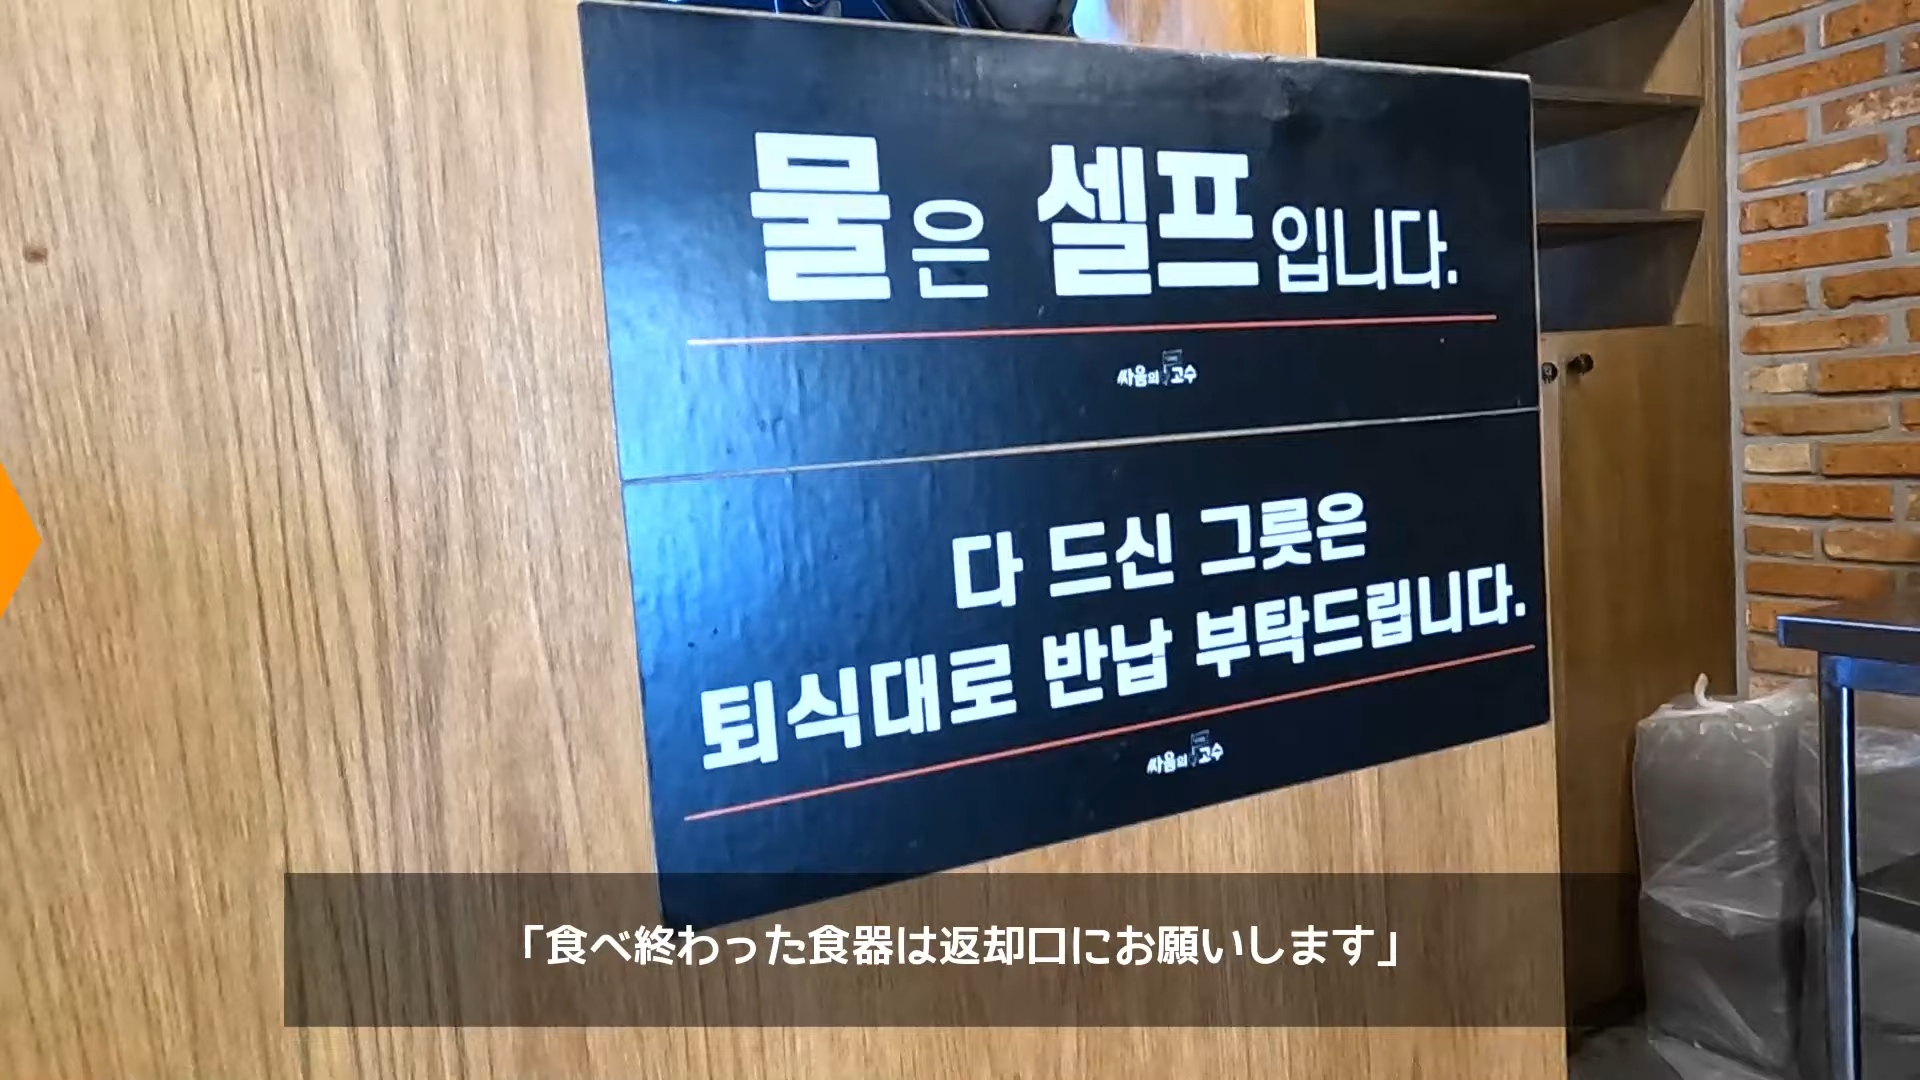 물은 셀프입니다.
싸움의 고수
다 드신 그릇은
퇴식대로 반납 부탁드립니다.
싸움의 고수
「食べ終わった食器は返却口にお願いします」